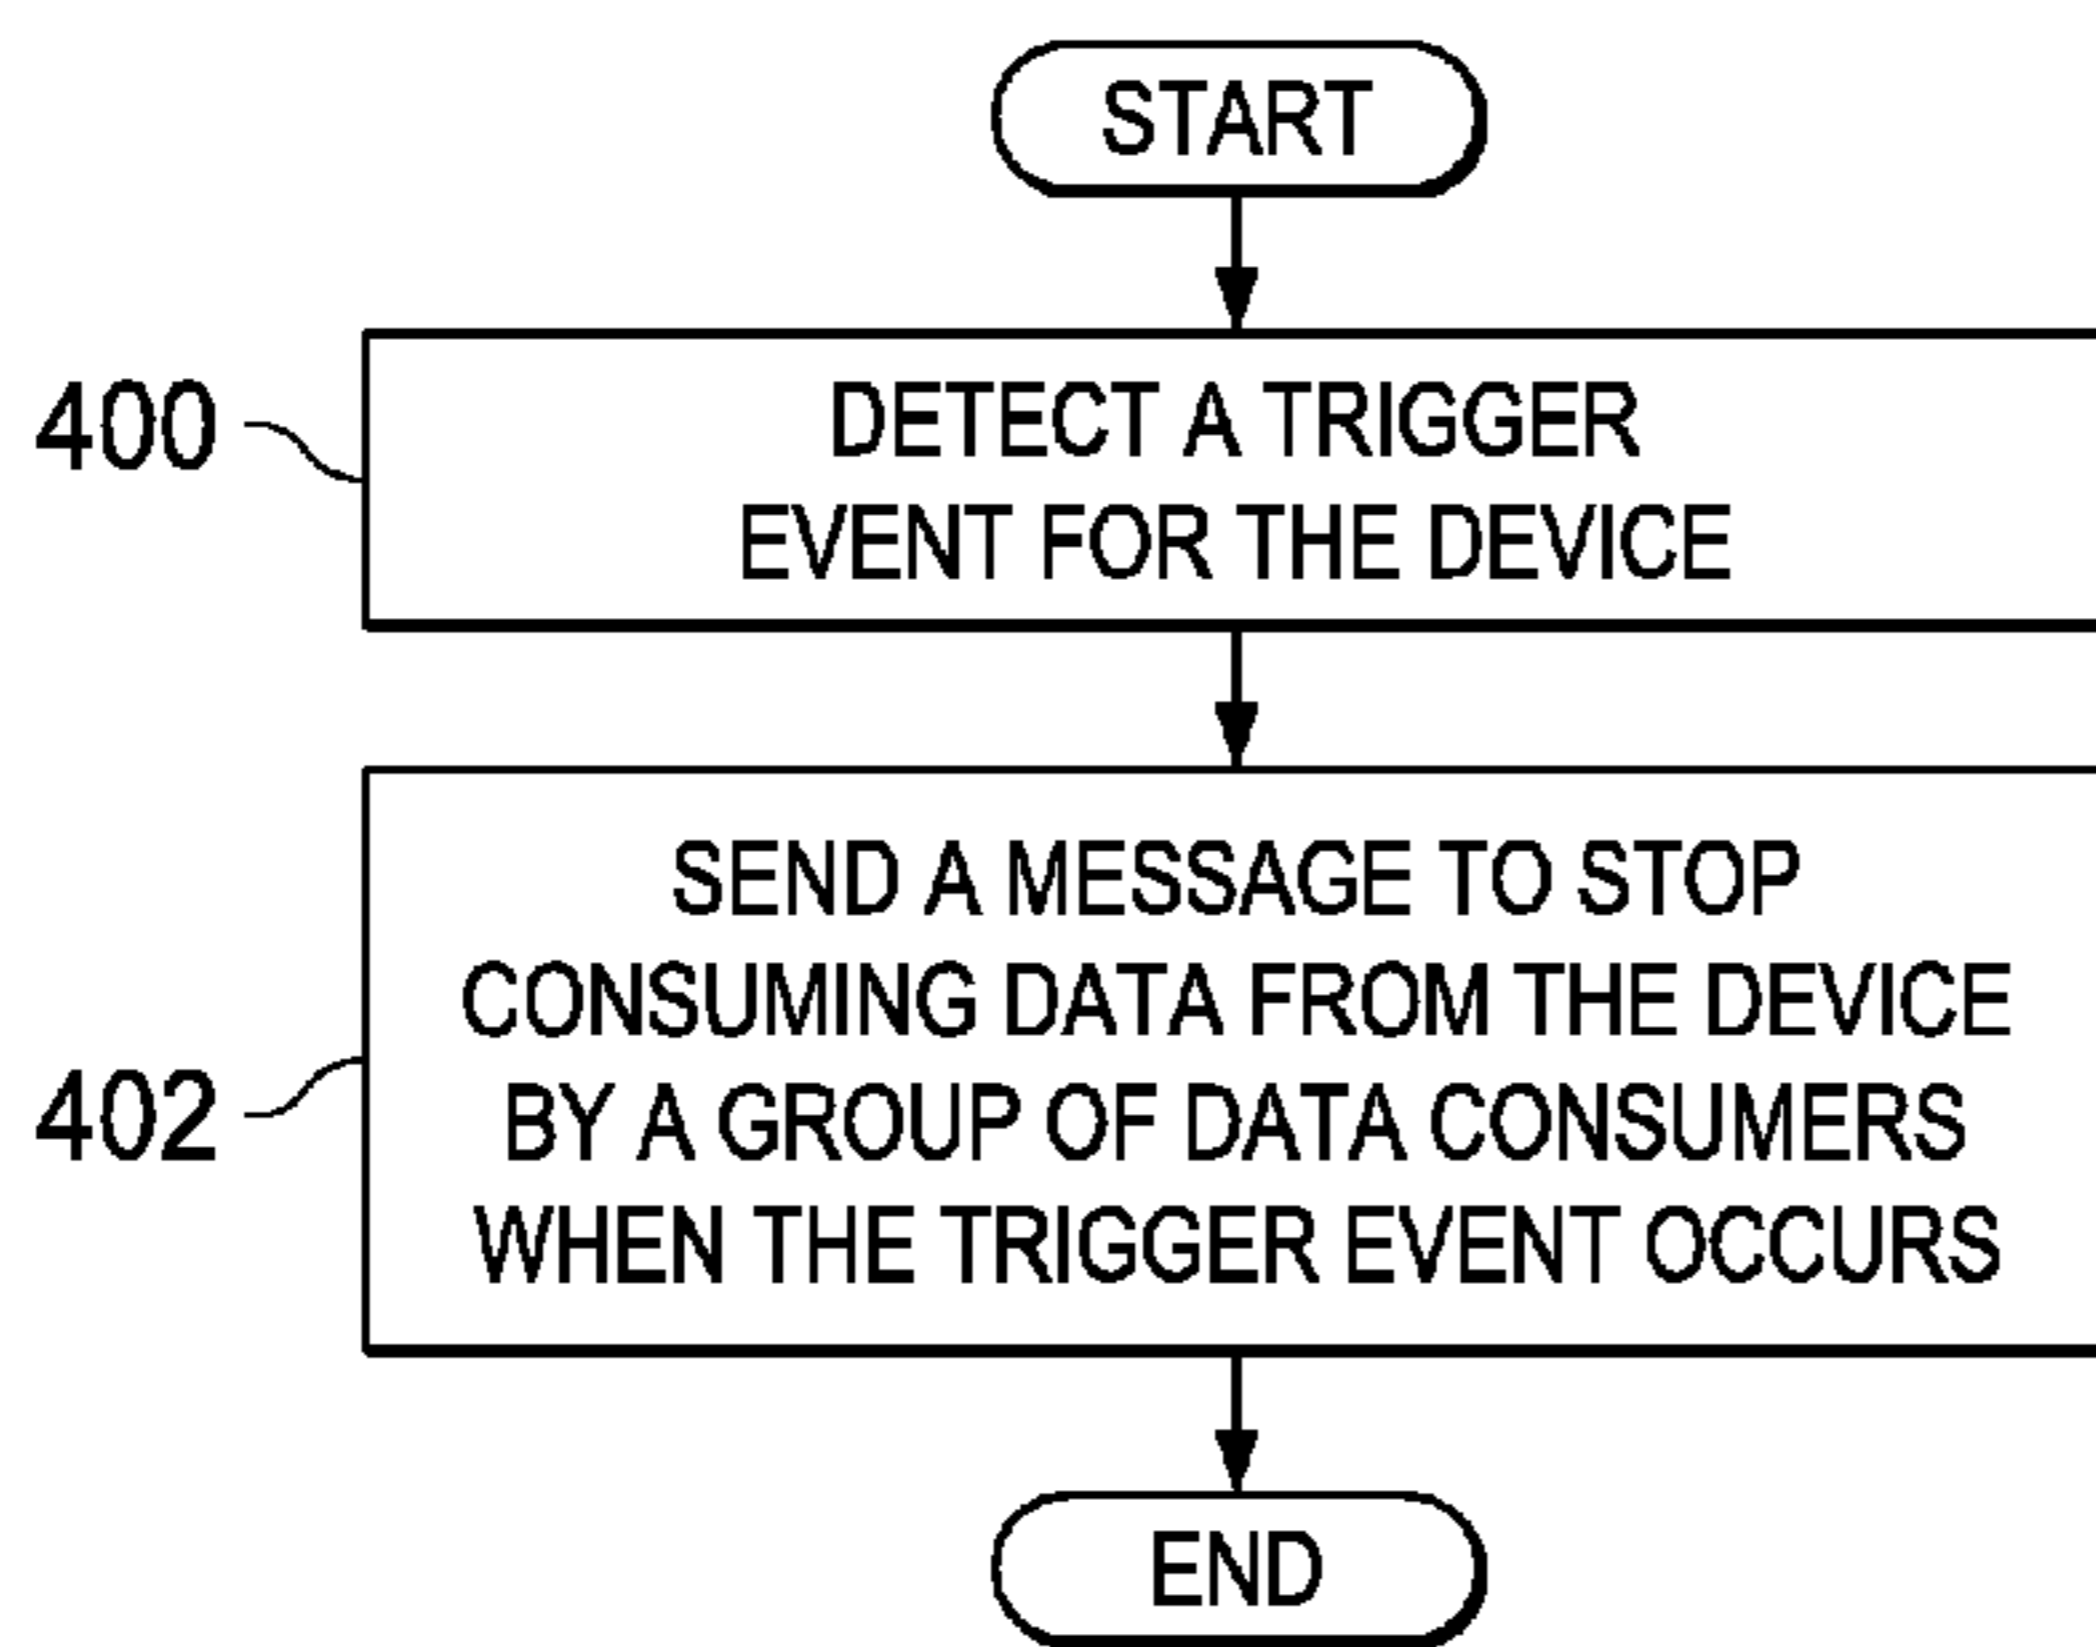 START
400
DETECT A TRIGGER
EVENT FOR THE DEVICE
402
SEND A MESSAGE TO STOP
CONSUMING DATA FROM THE DEVICE
BY A GROUP OF DATA CONSUMERS
WHEN THE TRIGGER EVENT OCCURS
END